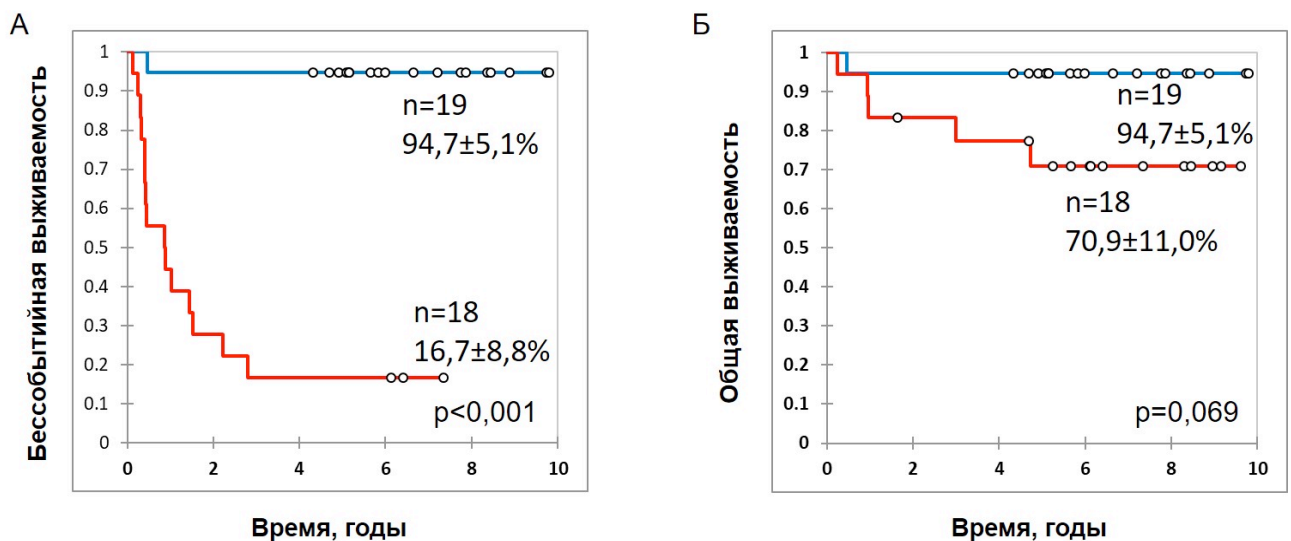 А
Бессобытийная выживаемость
1
0.9
0.8
0.7
0.6
0.5
0.4
0.3
0.2
0.1
0
n=19
94,7±5,1%
n=18
16,7±8,8%
p<0,001
0 2 4 6 8 10
Время, годы
Б
Общая выживаемость
1
0.9
0.8
0.7
0.6
0.5
0.4
0.3
0.2
0.1
0
n=19
94,7±5,1%
n=18
70,9±11,0%
p=0,069
0 2 4 6 8 10
Время, годы